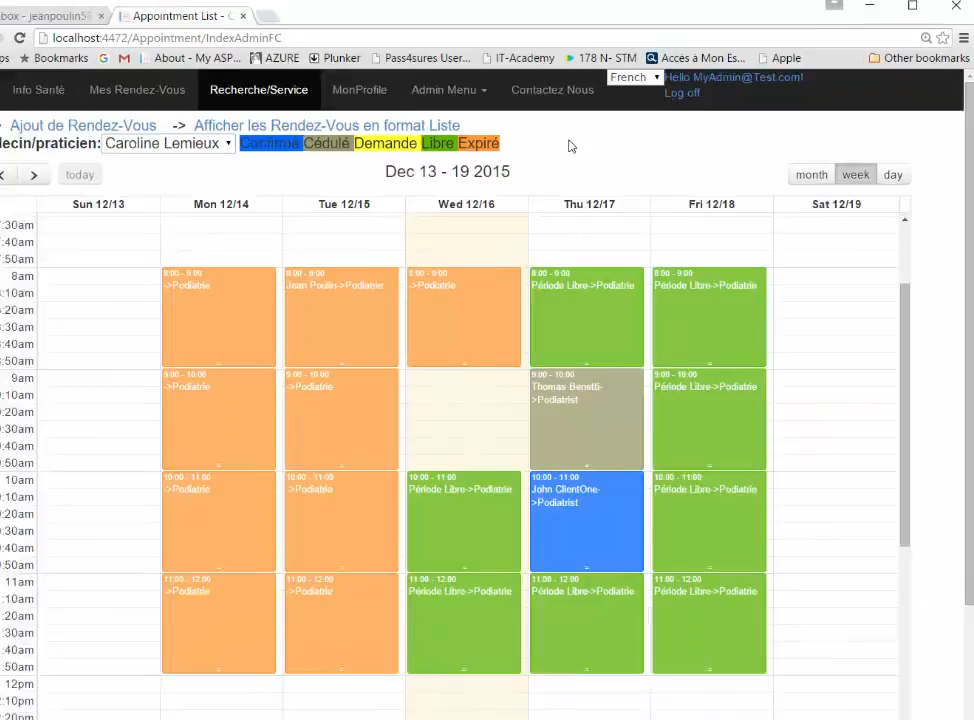 box - jeanpoulin58 × Appointment List - C ×
localhost:4472/Appointment/IndexAdminFC
ps Bookmarks G M About - My ASP... AZURE Plunker Pass4sures User... IT-Academy 178 N- STM Accès à Mon Es... Apple Other bookmarks
Info Santé Mes Rendez-Vous Recherche/Service MonProfile Admin Menu Contactez Nous French Hello MyAdmin@Test.com!
Log off
Ajout de Rendez-Vous -> Afficher les Rendez-Vous en format Liste
decin/praticien: Caroline Lemieux Confirmé Cédulé Demande Libre Expiré
< > today Dec 13 - 19 2015 month week day
Sun 12/13 Mon 12/14 Tue 12/15 Wed 12/16 Thu 12/17 Fri 12/18 Sat 12/19
:30am
:40am
:50am
8am 8:00 - 9:00 8:00 - 9:00 8:00 - 9:00 8:00 - 9:00 8:00 - 9:00
:10am ->Podiatrie Jean Poulin->Podiatrie ->Podiatrie Période Libre->Podiatrie Période Libre->Podiatrie
:20am
:30am
:40am
:50am
9am 9:00 - 10:00 9:00 - 10:00 9:00 - 10:00 9:00 - 10:00
:10am ->Podiatrie ->Podiatrie Thomas Benetti- Période Libre->Podiatrie
>Podiatrist
:20am
:30am
:40am
:50am
10am 10:00 - 11:00 10:00 - 11:00 10:00 - 11:00 10:00 - 11:00 10:00 - 11:00
:10am ->Podiatrie ->Podiatrie Période Libre->Podiatrie John ClientOne- Période Libre->Podiatrie
>Podiatrist
:20am
:30am
:40am
:50am
11am 11:00 - 12:00 11:00 - 12:00 11:00 - 12:00 11:00 - 12:00 11:00 - 12:00
:10am ->Podiatrie ->Podiatrie Période Libre->Podiatrie Période Libre->Podiatrie Période Libre->Podiatrie
:20am
:30am
:40am
:50am
12pm
2:10pm
2:20pm